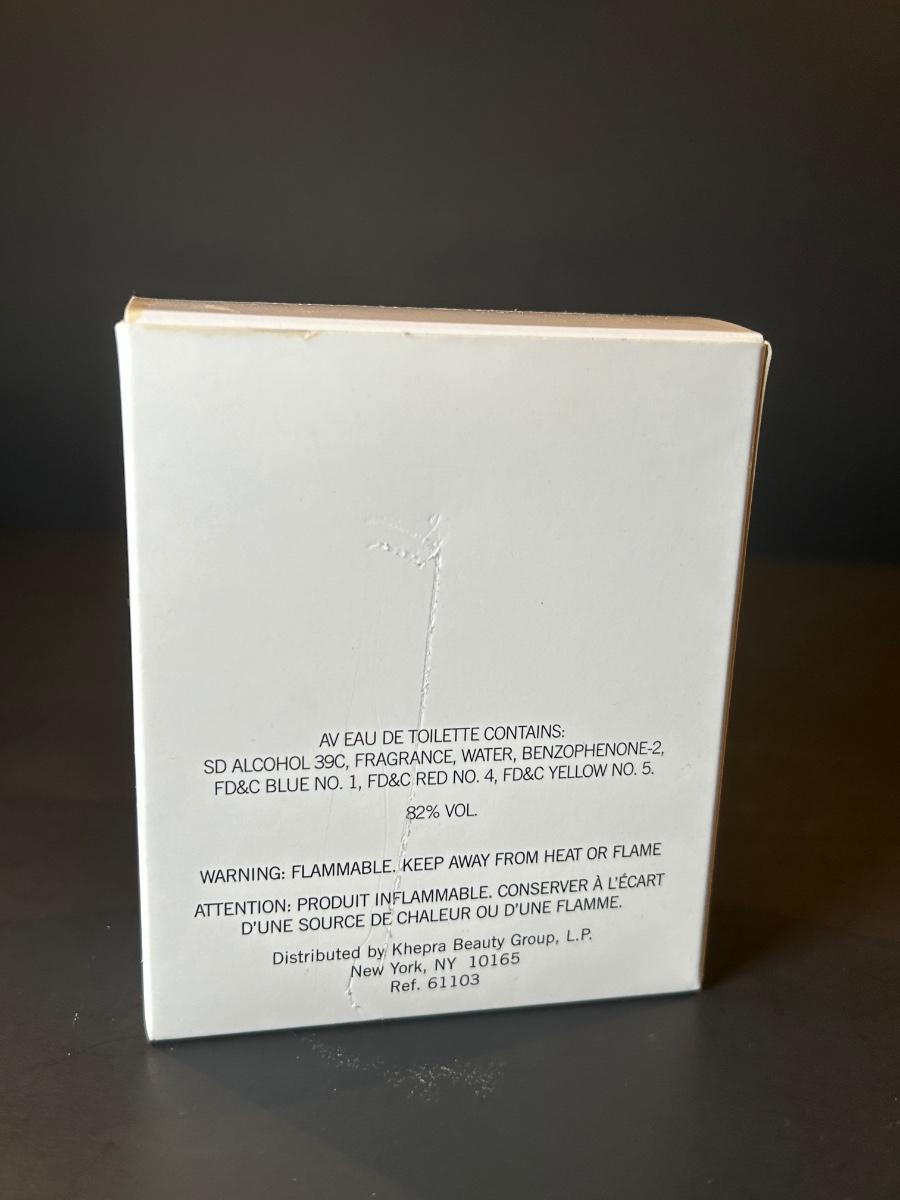 AV EAU DE TOILETTE CONTAINS:
SD ALCOHOL 39C, FRAGRANCE, WATER, BENZOPHENONE-2,
FD&C BLUE NO. 1, FD&C RED NO. 4, FD&C YELLOW NO. 5.
82% VOL.
WARNING: FLAMMABLE. KEEP AWAY FROM HEAT OR FLAME
ATTENTION: PRODUIT INFLAMMABLE. CONSERVER À L'ÉCART
D'UNE SOURCE DE CHALEUR OU D'UNE FLAMME.
Distributed by Khepra Beauty Group, L.P.
New York, NY 10165
Ref. 61103